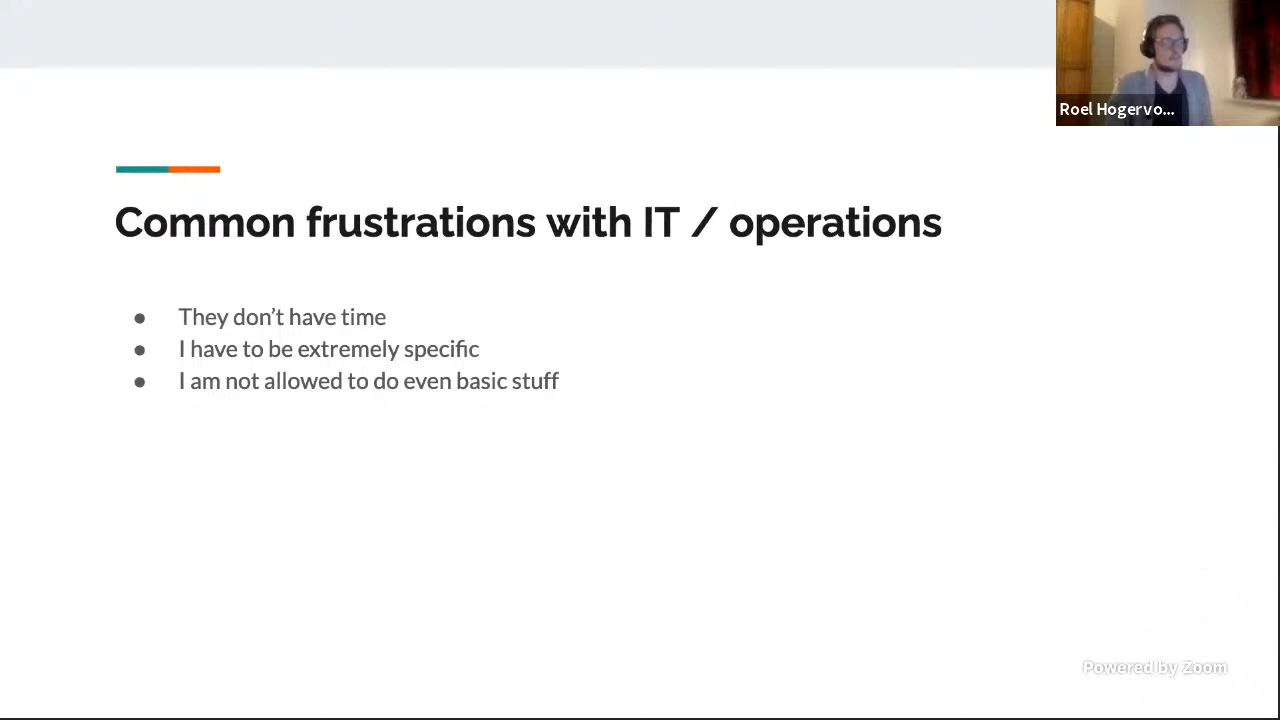 Roel Hogervo...
Common frustrations with IT / operations
● They don't have time
● I have to be extremely specific
● I am not allowed to do even basic stuff
Powered by Zoom